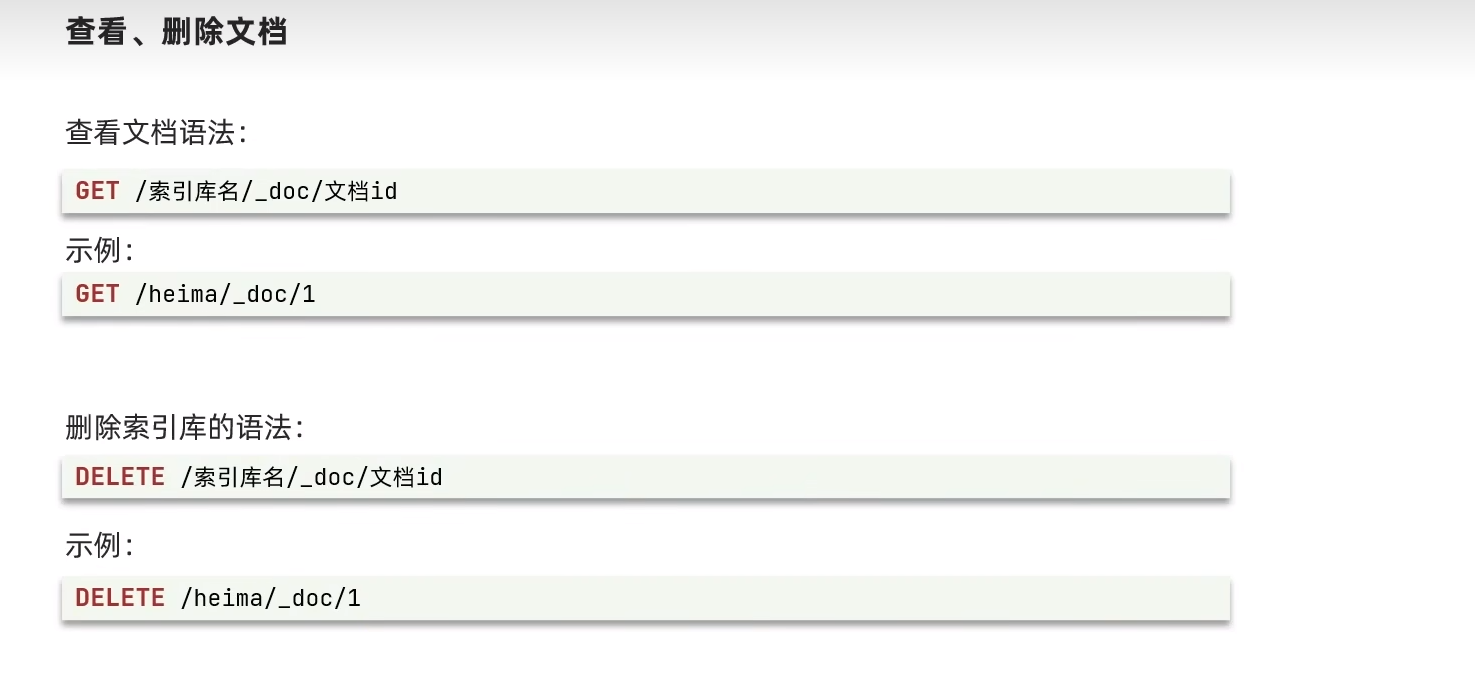 查看、删除文档
查看文档语法：
GET /索引库名/_doc/文档id
示例：
GET /heima/_doc/1
删除索引库的语法：
DELETE /索引库名/_doc/文档id
示例：
DELETE /heima/_doc/1